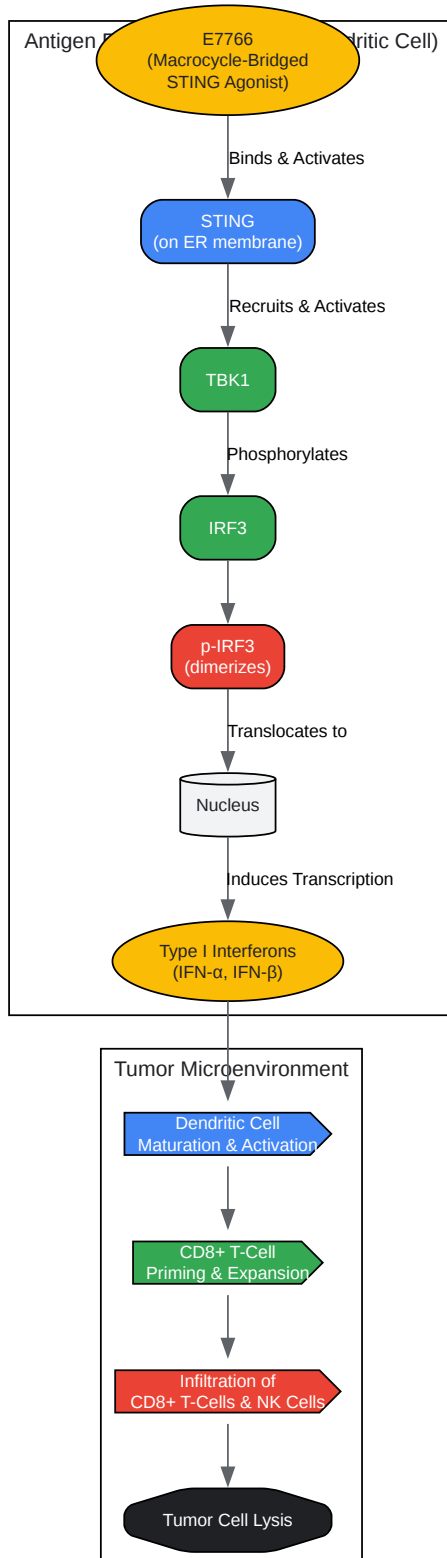 Antigen
dritic Cell)
E7766
(Macrocycle-Bridged
STING Agonist)
Binds & Activates
STING
(on ER membrane)
Recruits & Activates
TBK1
Phosphorylates
IRF3
p-IRF3
(dimerizes)
Translocates to
Nucleus
Induces Transcription
Type I Interferons
(IFN-α, IFN-β)
Tumor Microenvironment
Dendritic Cell
Maturation & Activation
CD8+ T-Cell
Priming & Expansion
Infiltration of
CD8+ T-Cells & NK Cells
Tumor Cell Lysis